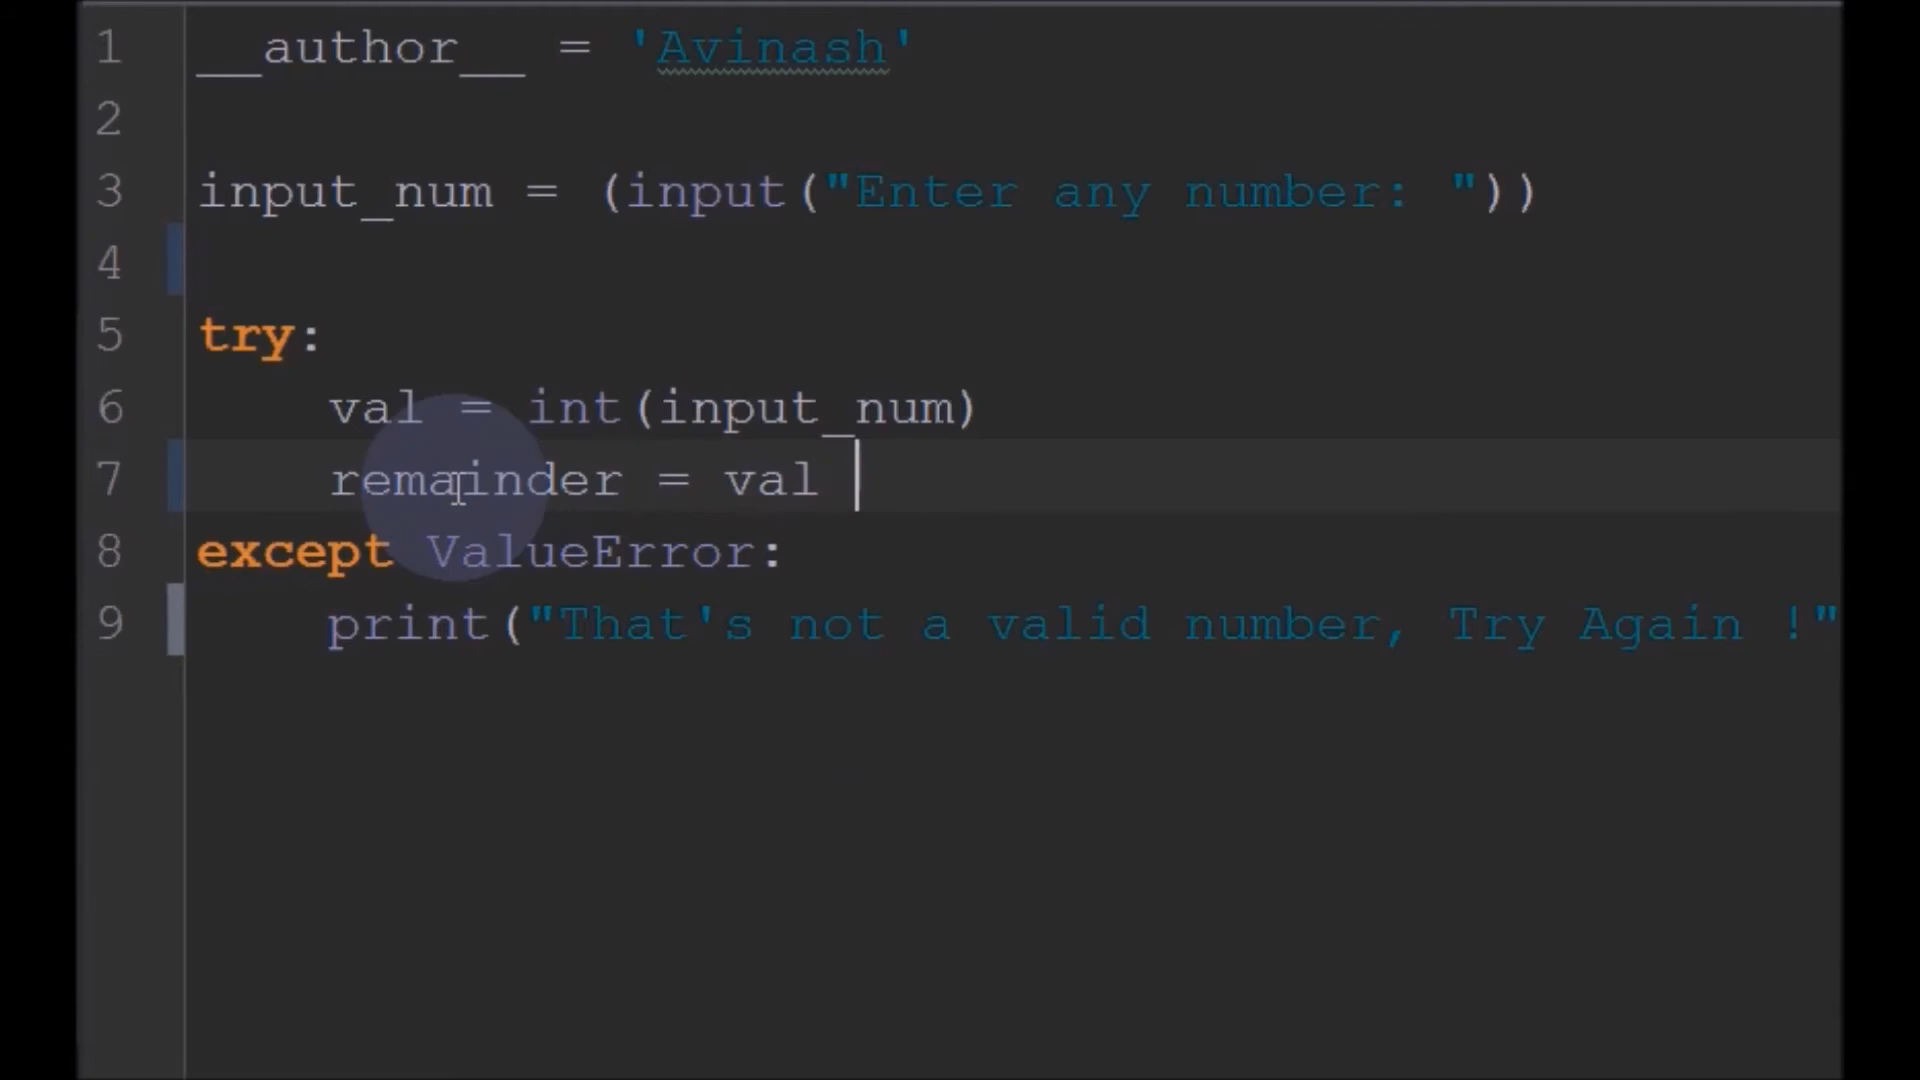 1 __author__ = 'Avinash'
2
3 input_num = (input("Enter any number: "))
4
5 try:
6     val = int(input_num)
7     remainder = val
8 except ValueError:
9     print("That's not a valid number, Try Again !"